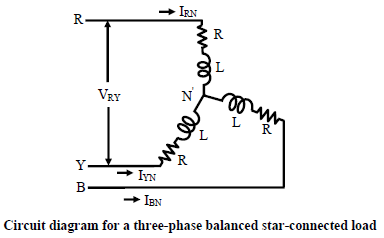 R
I_RN
R
L
V_RY
N'
L
R
L
R
Y
I_YN
B
I_BN
Circuit diagram for a three-phase balanced star-connected load